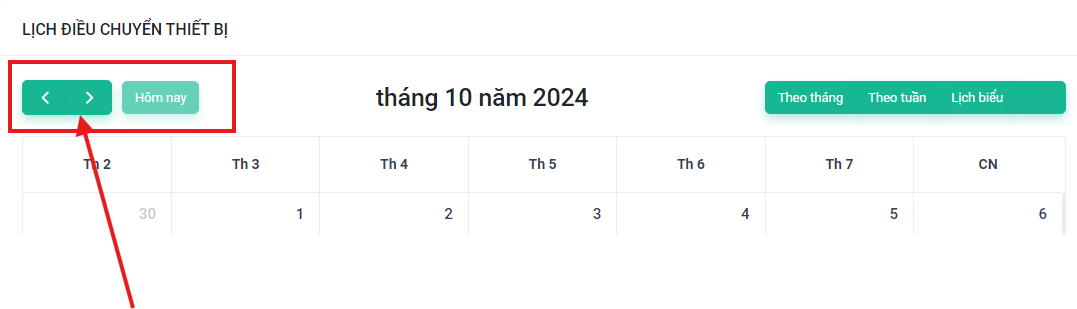 LỊCH ĐIỀU CHUYỂN THIẾT BỊ
Hôm nay tháng 10 năm 2024 Theo tháng Theo tuần Lịch biểu
Th 2 Th 3 Th 4 Th 5 Th 6 Th 7 CN
30 1 2 3 4 5 6